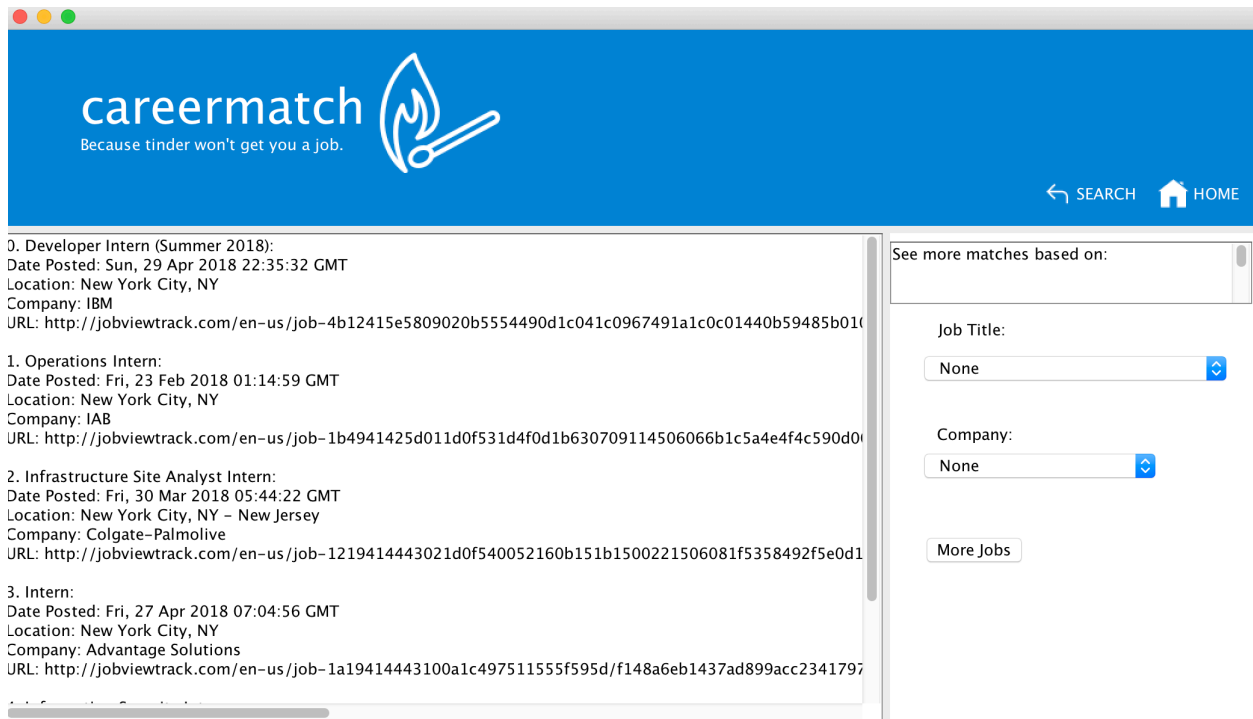 careermatch
Because tinder won't get you a job.
SEARCH
HOME
0. Developer Intern (Summer 2018):
Date Posted: Sun, 29 Apr 2018 22:35:32 GMT
Location: New York City, NY
Company: IBM
URL: http://jobviewtrack.com/en-us/job-4b12415e5809020b5554490d1c041c0967491a1c0c01440b59485b010
1. Operations Intern:
Date Posted: Fri, 23 Feb 2018 01:14:59 GMT
Location: New York City, NY
Company: IAB
URL: http://jobviewtrack.com/en-us/job-1b4941425d011d0f531d4f0d1b630709114506066b1c5a4e4f4c590d0
2. Infrastructure Site Analyst Intern:
Date Posted: Fri, 30 Mar 2018 05:44:22 GMT
Location: New York City, NY – New Jersey
Company: Colgate-Palmolive
URL: http://jobviewtrack.com/en-us/job-1219414443021d0f540052160b151b1500221506081f5358492f5e0d1
3. Intern:
Date Posted: Fri, 27 Apr 2018 07:04:56 GMT
Location: New York City, NY
Company: Advantage Solutions
URL: http://jobviewtrack.com/en-us/job-1a19414443100a1c497511555f595d/f148a6eb1437ad899acc2341797
See more matches based on:
Job Title:
None
Company:
None
More Jobs